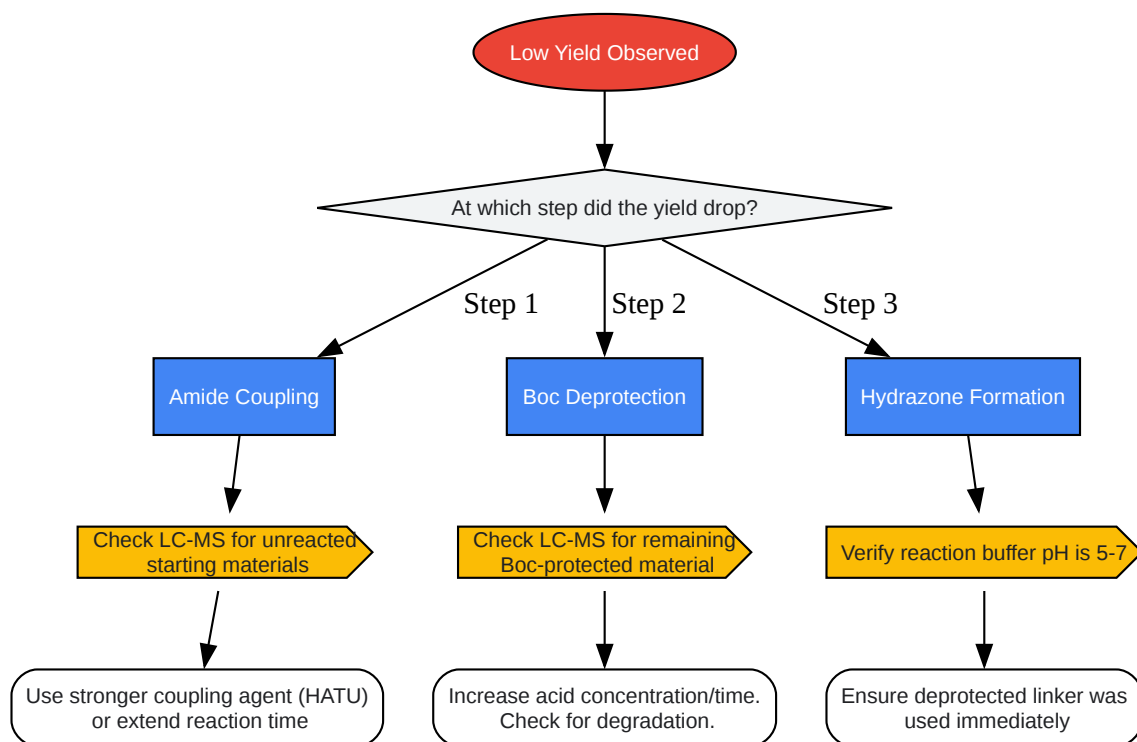 Low Yield Observed
At which step did the yield drop?
Step 1
Step 2
Step 3
Amide Coupling
Boc Deprotection
Hydrazone Formation
Check LC-MS for unreacted
starting materials
Check LC-MS for remaining
Boc-protected material
Verify reaction buffer pH is 5-7
Use stronger coupling agent (HATU)
or extend reaction time
Increase acid concentration/time.
Check for degradation.
Ensure deprotected linker was
used immediately